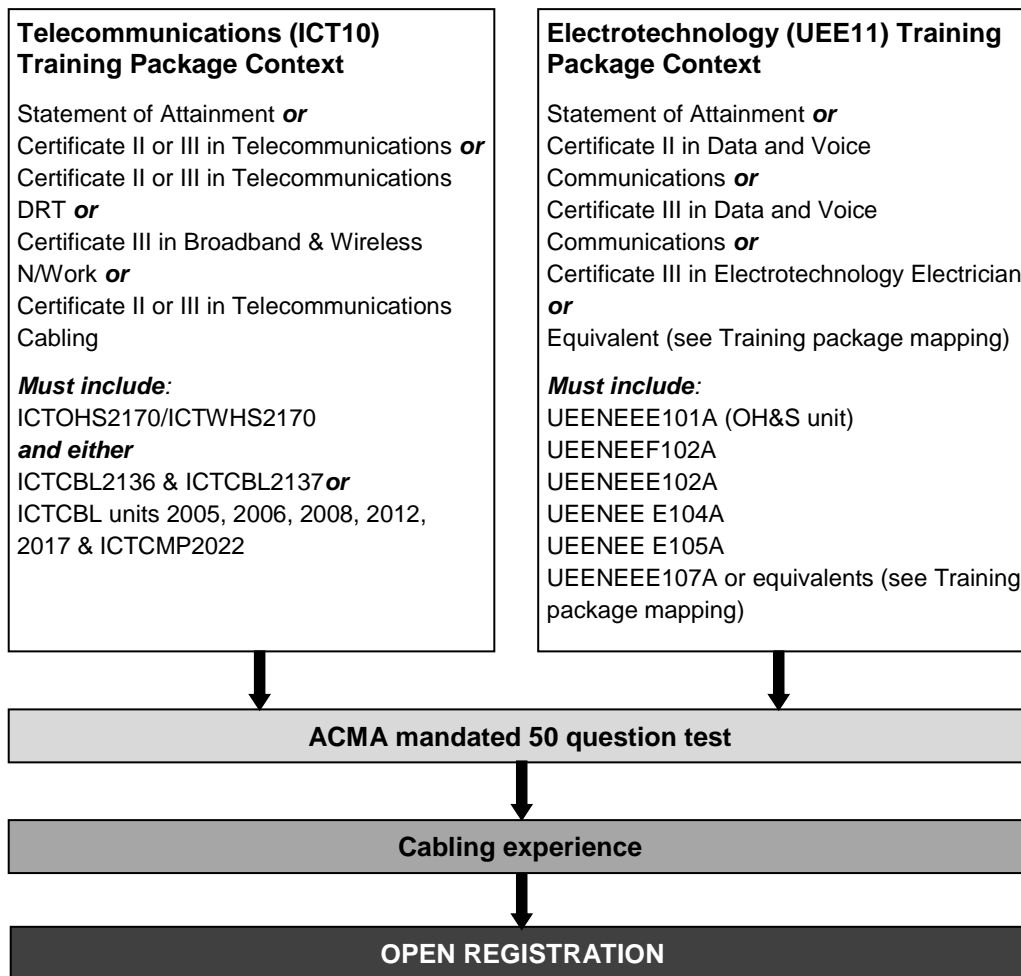 Telecommunications (ICT10)
Training Package Context
Statement of Attainment or
Certificate II or III in Telecommunications or
Certificate II or III in Telecommunications
DRT or
Certificate III in Broadband & Wireless
N/Work or
Certificate II or III in Telecommunications
Cabling
Must include:
ICTOHS2170/ICTWHS2170
and either
ICTCBL2136 & ICTCBL2137or
ICTCBL units 2005, 2006, 2008, 2012,
2017 & ICTCMP2022
Electrotechnology (UEE11) Training
Package Context
Statement of Attainment or
Certificate II in Data and Voice
Communications or
Certificate III in Data and Voice
Communications or
Certificate III in Electrotechnology Electrician
or
Equivalent (see Training package mapping)
Must include:
UEENEEE101A (OH&S unit)
UEENEEF102A
UEENEEE102A
UEENEE E104A
UEENEE E105A
UEENEEE107A or equivalents (see Training
package mapping)
ACMA mandated 50 question test
Cabling experience
OPEN REGISTRATION